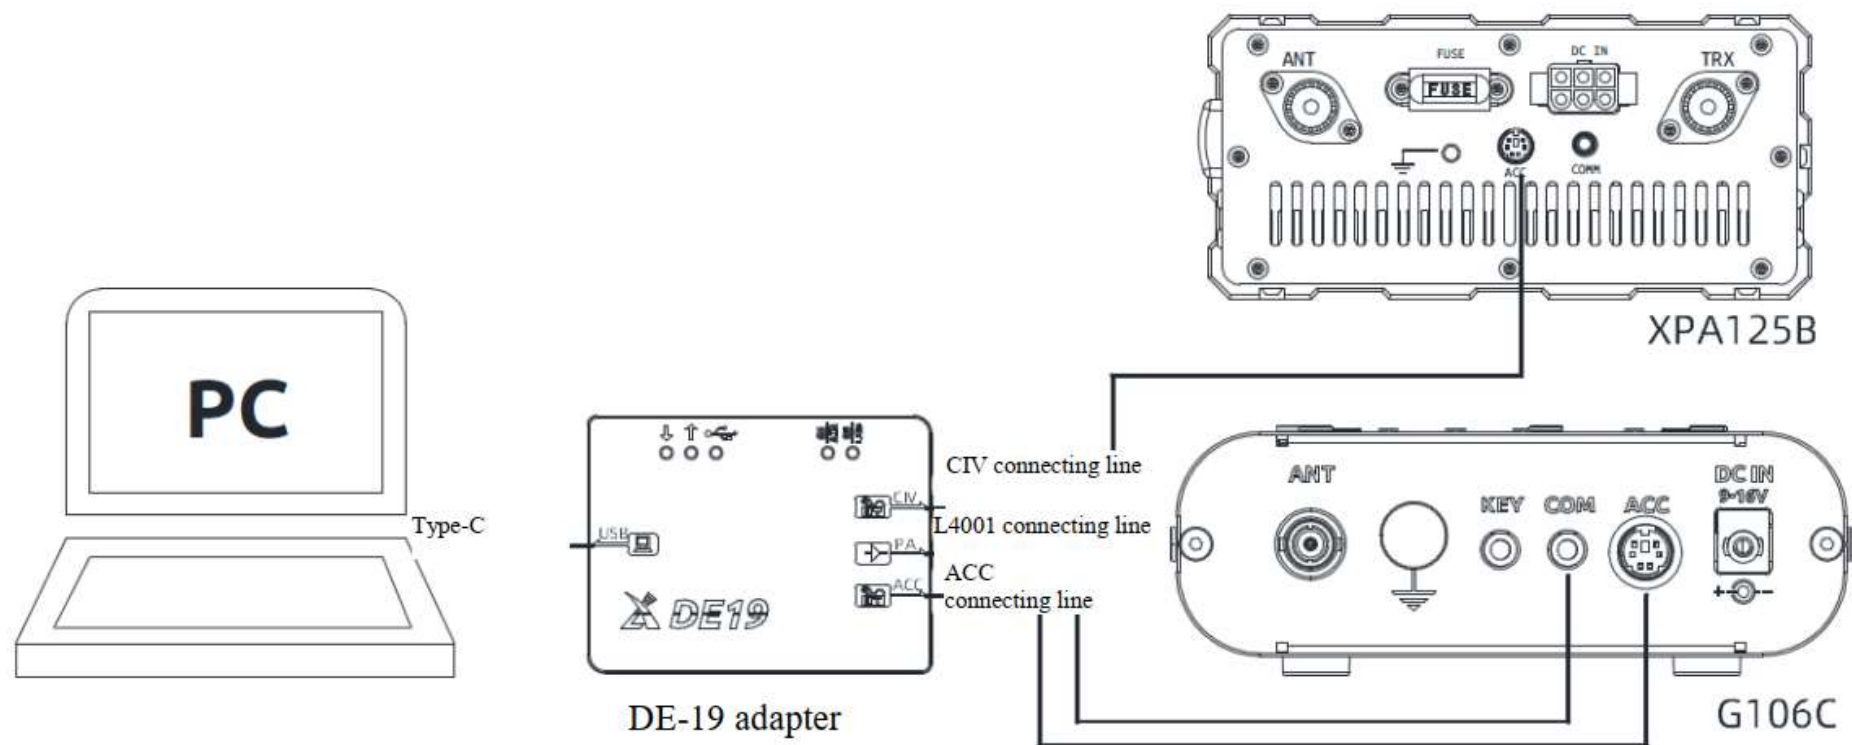 ANT
FUSE
DC IN
TRX
FUSE
ACC
COMM
XPA125B
PC
Type-C
CIV connecting line
CIV
L4001 connecting line
USB
PA
ACC
connecting line
ACC
DE19
DE-19 adapter
ANT
KEY
COM
ACC
DC IN
9-16V
+
-
G106C